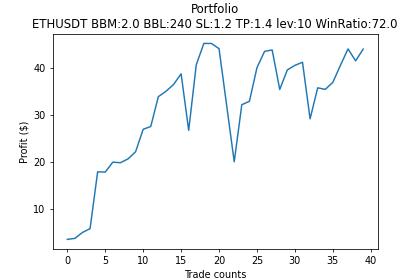 Portfolio
ETHUSDT BBM:2.0 BBL:240 SL:1.2 TP:1.4 lev:10 WinRatio:72.0
Profit ($)
40
30
20
10
0 5 10 15 20 25 30 35 40
Trade counts